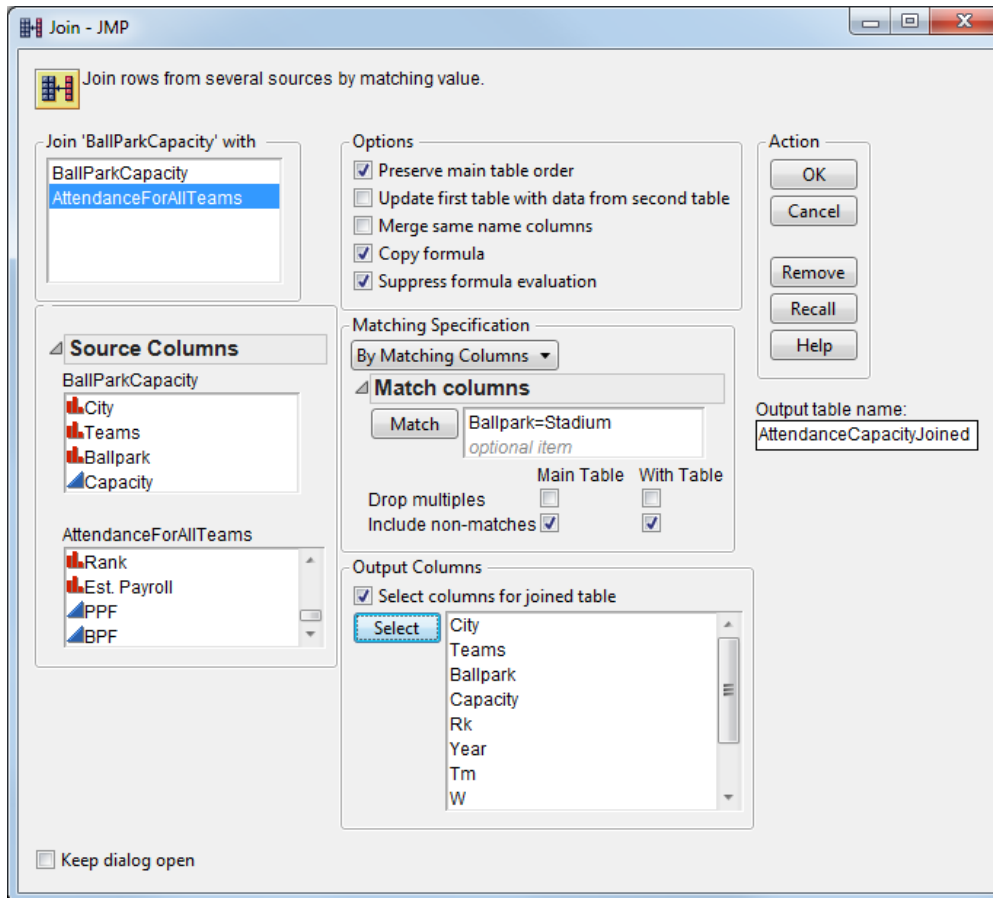 Join - JMP
Join rows from several sources by matching value.
Join 'BallParkCapacity' with
BallParkCapacity
AttendanceForAllTeams
Options
Preserve main table order
Update first table with data from second table
Merge same name columns
Copy formula
Suppress formula evaluation
Action
OK
Cancel
Remove
Recall
Help
Source Columns
BallParkCapacity
City
Teams
Ballpark
Capacity
AttendanceForAllTeams
Rank
Est. Payroll
PPF
BPF
Matching Specification
By Matching Columns
Match columns
Match
Ballpark=Stadium
optional item
Main Table With Table
Drop multiples
Include non-matches
Output table name:
AttendanceCapacityJoined
Output Columns
Select columns for joined table
Select
City
Teams
Ballpark
Capacity
Rk
Year
Tm
W
Keep dialog open